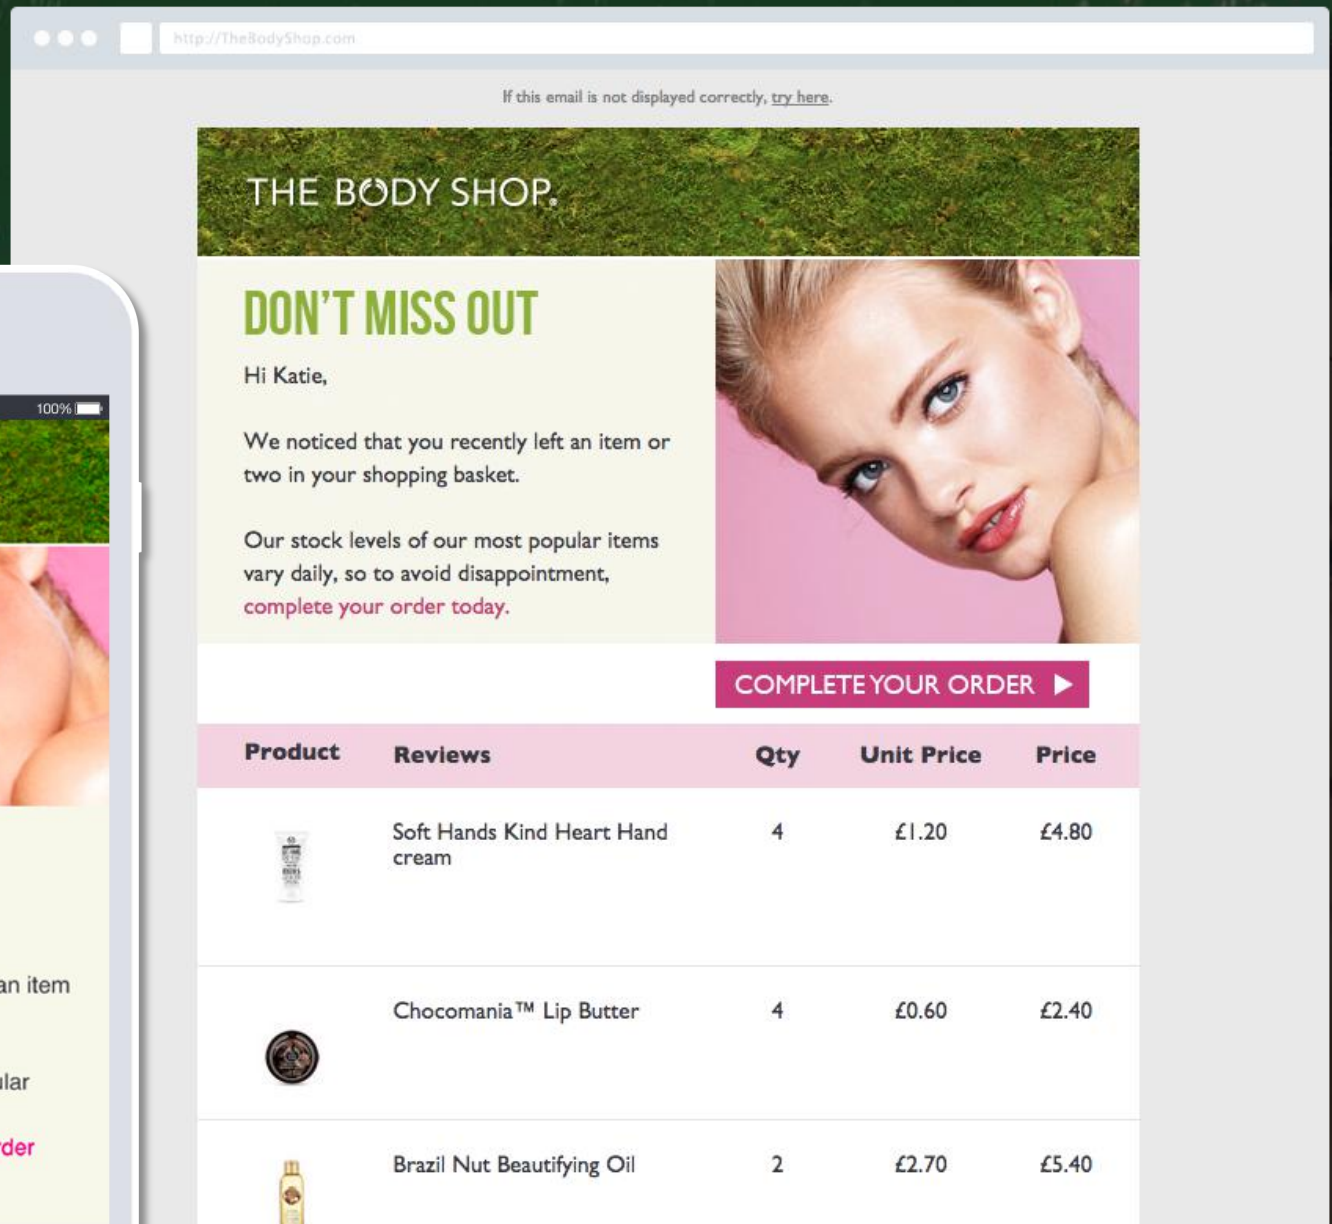 http://TheBodyShop.com
If this email is not displayed correctly, try here.
THE BODY SHOP®
DON'T MISS OUT
Hi Katie,
We noticed that you recently left an item or
two in your shopping basket.
Our stock levels of our most popular items
vary daily, so to avoid disappointment,
complete your order today.
COMPLETE YOUR ORDER
Product Reviews Qty Unit Price Price
Soft Hands Kind Heart Hand 4 £1.20 £4.80
cream
Chocomania™ Lip Butter 4 £0.60 £2.40
Brazil Nut Beautifying Oil 2 £2.70 £5.40
100%
an item
ular
der